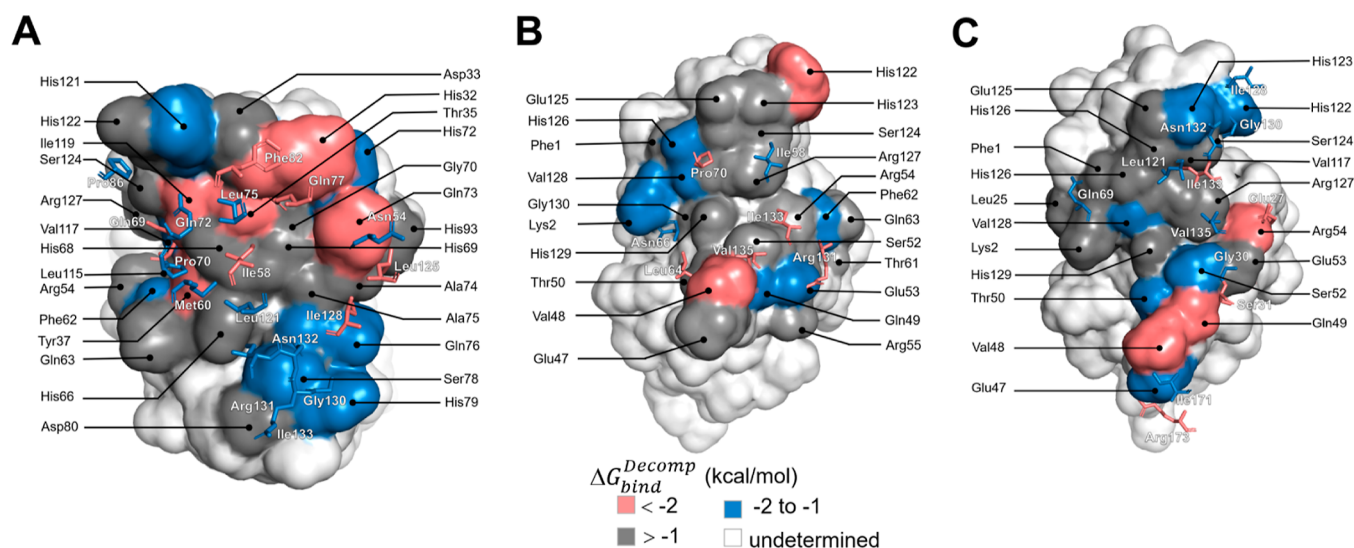 A
His121
His122
Ile119
Ser124
Arg127
Val117
His68
Leu115
Arg54
Phe62
Tyr37
Gln63
His66
Asp80
Asp33
His32
Thr35
His72
Gly70
Gln73
His93
His69
Ala74
Ala75
Gln76
Ser78
His79
Phe82
Pro86
Leu75
Gln77
Gln69
Gln72
Asn54
Pro70
Ile58
Leu125
Met60
Leu121
Ile128
Asn132
Arg131
Gly130
Ile133
B
Glu125
His126
Phe1
Val128
Gly130
Lys2
His129
Thr50
Val48
Glu47
His122
His123
Ser124
Arg127
Arg54
Phe62
Gln63
Ser52
Thr61
Glu53
Gln49
Arg55
Pro70
Ile58
Asn66
Ile133
Val135
Arg131
Leu64
C
Glu125
His126
Phe1
His126
Leu25
Val128
Lys2
His129
Thr50
Val48
Glu47
His123
His122
Ser124
Val117
Arg127
Arg54
Glu53
Ser52
Gln49
Ile128
Asn132
Gly130
Leu121
Ile133
Gln69
Val135
Gly30
Ser31
Ile171
Arg173
ΔG bind Decomp (kcal/mol)
< -2
-2 to -1
> -1
undetermined